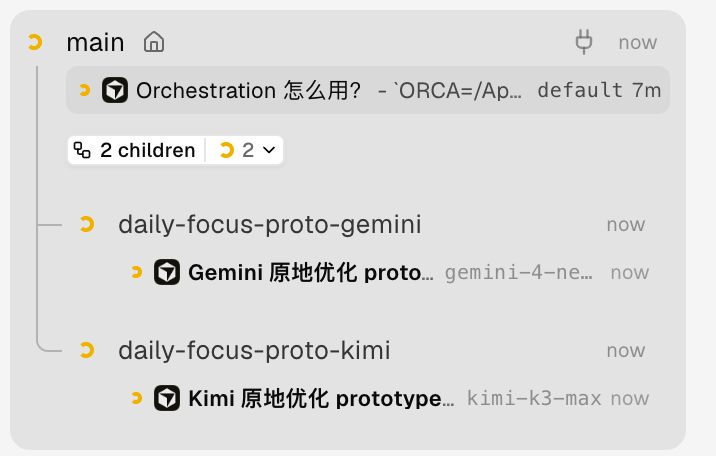 main now
Orchestration 怎么用? - `ORCA=/Ap... default 7m
2 children 2
daily-focus-proto-gemini now
Gemini 原地优化 proto... gemini-4-ne... now
daily-focus-proto-kimi now
Kimi 原地优化 prototype... kimi-k3-max now